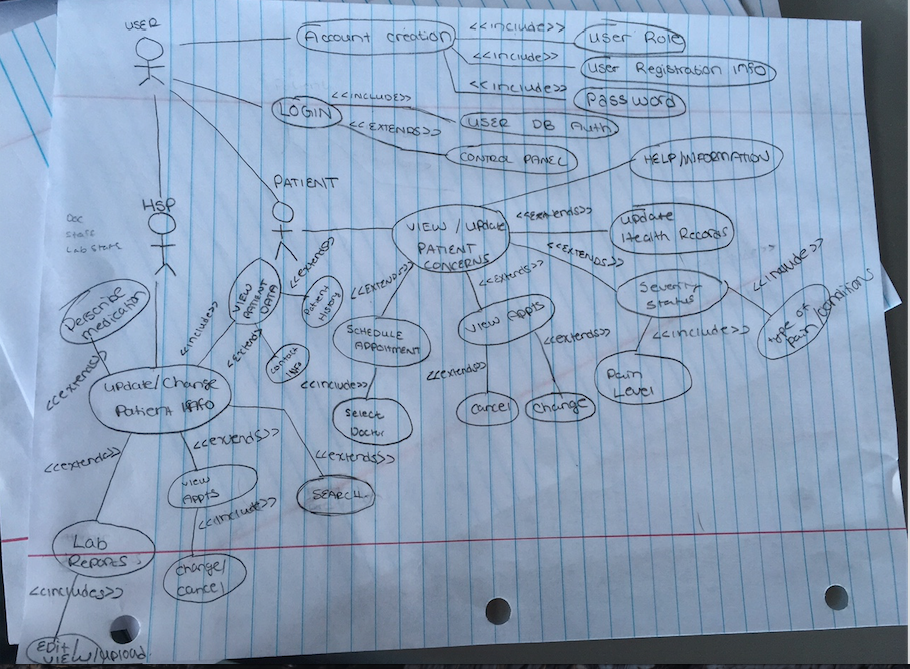 USER
Account creation
<<include>>
User Role
<<include>>
User Registration info
<<include>>
Password
LOGIN
<<INCLUDE>>
USER DB Auth
<<EXTENDS>>
CONTROL PANEL
HELP/INFORMATION
PATIENT
HSP
Doc
Staff
Lab Staff
VIEW / Update
PATIENT
CONCERNS
<<Extends>>
update
Health Records
<<EXTENDS>>
Severity
Status
<<include>>
type of
pain/conditions
<<include>>
Pain
Level
<<EXTENDS>>
SCHEDULE
APPOINTMENT
<<include>>
Select
Doctor
<<extends>>
VIEW Appts
<<extends>>
cancel
<<extends>>
change
VIEW
PATIENT
DATA
<<extends>>
Patient
History
<<extends>>
contact
info
<<include>>
update/Change
Patient INFO
Describe
medication
<<extends>>
<<extends>>
Lab
Reports
<<includes>>
Edit
VIEW/upload
<<extends>>
view
Appts
<<include>>
change/
cancel
<<extends>>
SEARCH